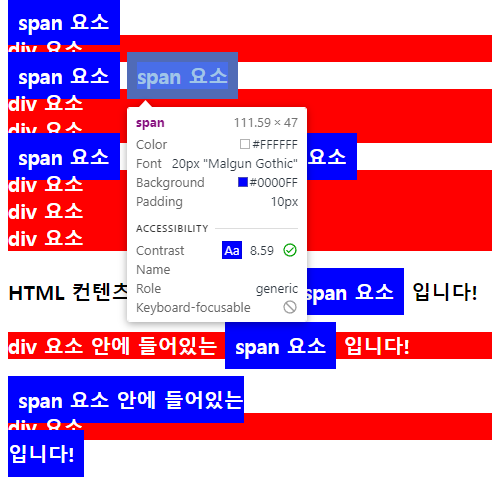 span 요소
div 요소
span 요소 span 요소
div 요소
div 요소
span 요소 요소
div 요소
div 요소
div 요소
span 111.59 × 47
Color #FFFFFF
Font 20px "Malgun Gothic"
Background #0000FF
Padding 10px
ACCESSIBILITY
Contrast Aa 8.59
Name
Role generic
Keyboard-focusable
HTML 컨텐츠 span 요소 입니다!
div 요소 안에 들어있는 span 요소 입니다!
span 요소 안에 들어있는
div 요소
입니다!